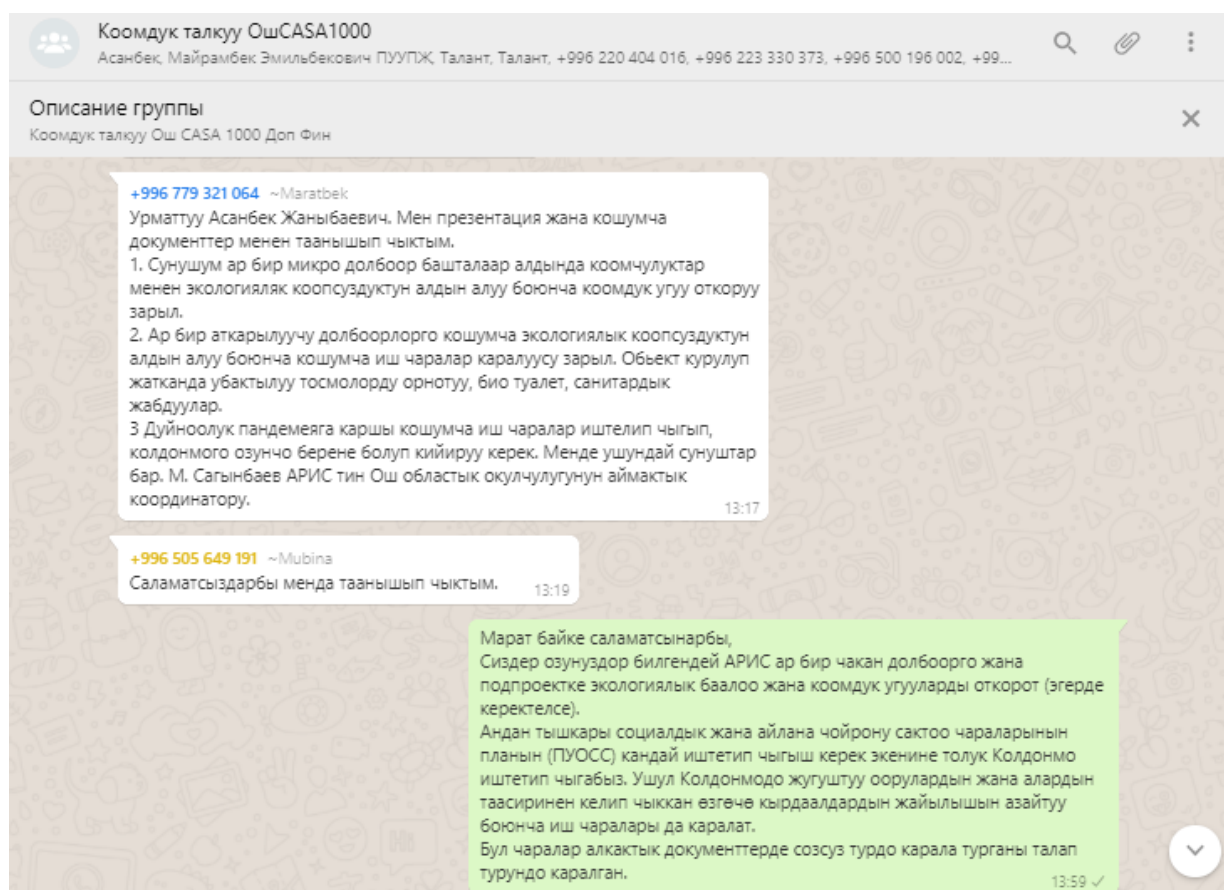 Коомдук талкуу ОшCASA1000
Асанбек, Майрамбек Эмильбекович ПУУПЖ, Талант, Талант, +996 220 404 016, +996 223 330 373, +996 500 196 002, +99...
Описание группы
Коомдук талкуу Ош CASA 1000 Доп Фин
+996 779 321 064 ~Maratbek
Урматтуу Асанбек Жаныбаевич. Мен презентация жана кошумча
документтер менен таанышып чыктым.
1. Сунушум ар бир микро долбоор башталаар алдында коомчулуктар
менен экологияляк коопсуздуктун алдын алуу боюнча коомдук угуу откоруу
зарыл.
2. Ар бир аткарылуучу долбоорлорго кошумча экологиялык коопсуздуктун
алдын алуу боюнча кошумча иш чаралар каралуусу зарыл. Обьект курулуп
жатканда убактылуу тосмолорду орнотуу, био туалет, санитардык
жабдуулар.
3 Дуйноолук пандемеяга каршы кошумча иш чаралар иштелип чыгып,
колдонмого озунчо берене болуп кийируу керек. Менде ушундай сунуштар
бар. М. Сагынбаев АРИС тин Ош областык окулчулугунун аймактык
координатору.
13:17
+996 505 649 191 ~Mubina
Саламатсыздарбы менда таанышып чыктым.
13:19
Марат байке саламатсынарбы,
Сиздер озунуздор билгендей АРИС ар бир чакан долбоорго жана
подпроектке экологиялык баалоо жана коомдук угууларды откорот (эгерде
керектелсе).
Андан тышкары социалдык жана айлана чойрону сактоо чараларынын
планын (ПУОСС) кандай иштетип чыгыш керек экенине толук Колдонмо
иштетип чыгабыз. Ушул Колдонмодо жугуштуу оорулардын жана алардын
таасиринен келип чыккан өзгөчө кырдаалдардын жайылышын азайтуу
боюнча иш чаралары да каралат.
Бул чаралар алкактык документтерде созсуз турдо карала турганы талап
турундо каралган.
13:59